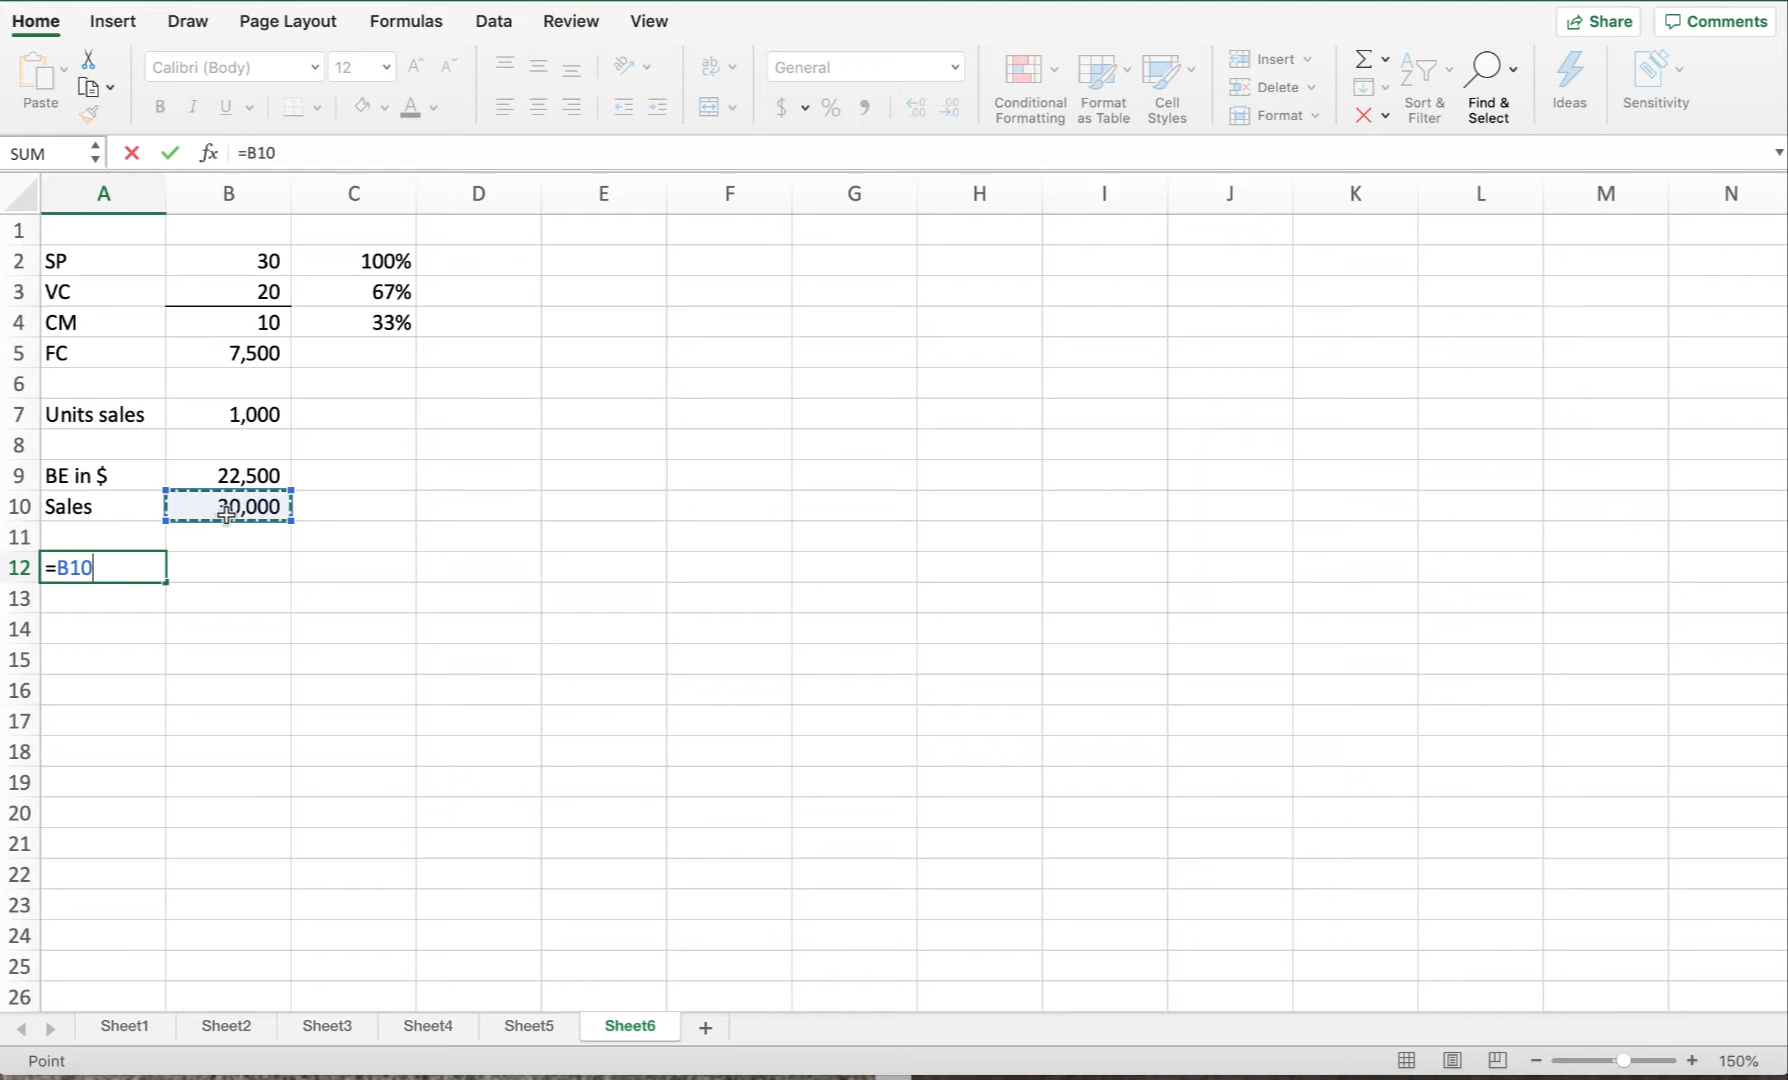 Home Insert Draw Page Layout Formulas Data Review View Share Comments
Paste Calibri (Body) 12 General Conditional Formatting Format as Table Cell Styles Insert Delete Format Sort & Filter Find & Select Ideas Sensitivity
SUM fx =B10
A B C D E F G H I J K L M N
1
2 SP 30 100%
3 VC 20 67%
4 CM 10 33%
5 FC 7,500
6
7 Units sales 1,000
8
9 BE in $ 22,500
10 Sales 30,000
11
12 =B10
13
14
15
16
17
18
19
20
21
22
23
24
25
26
Sheet1 Sheet2 Sheet3 Sheet4 Sheet5 Sheet6 +
Point 150%